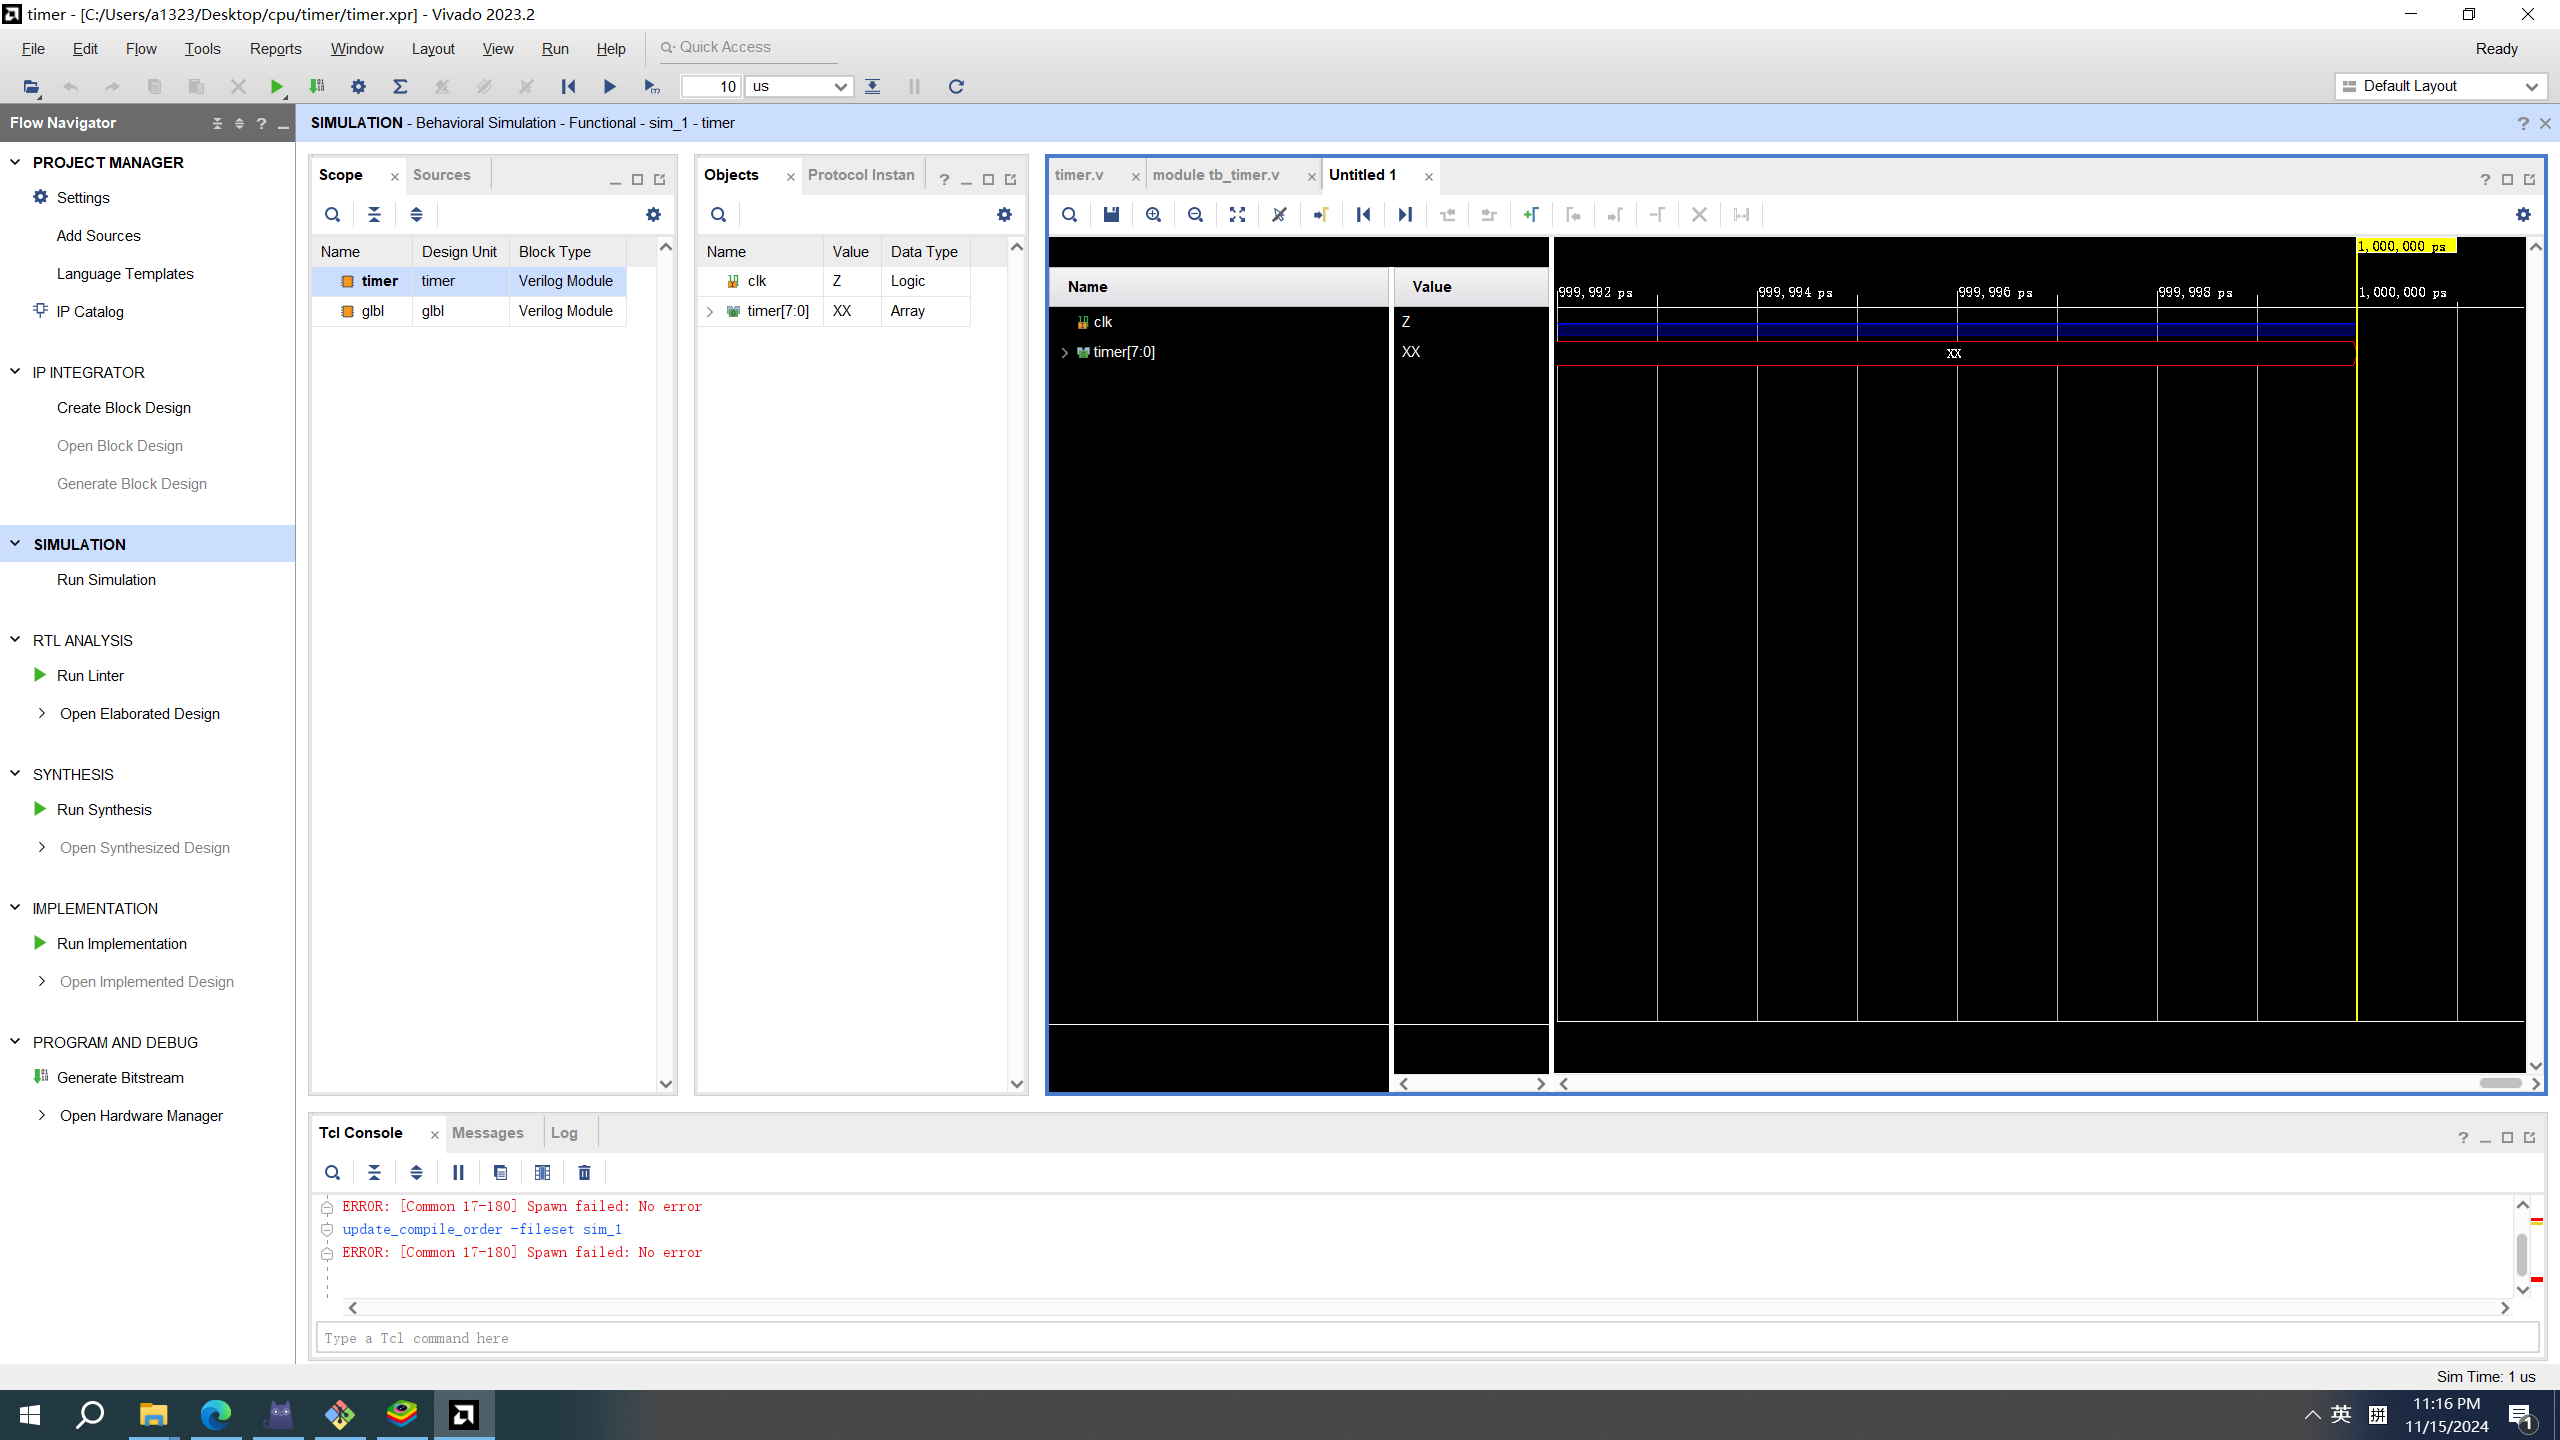 timer - [C:/Users/a1323/Desktop/cpu/timer/timer.xpr] - Vivado 2023.2
File Edit Flow Tools Reports Window Layout View Run Help Quick Access Ready
10 us Default Layout
Flow Navigator
SIMULATION - Behavioral Simulation - Functional - sim_1 - timer
PROJECT MANAGER
Settings
Add Sources
Language Templates
IP Catalog
IP INTEGRATOR
Create Block Design
Open Block Design
Generate Block Design
SIMULATION
Run Simulation
RTL ANALYSIS
Run Linter
Open Elaborated Design
SYNTHESIS
Run Synthesis
Open Synthesized Design
IMPLEMENTATION
Run Implementation
Open Implemented Design
PROGRAM AND DEBUG
Generate Bitstream
Open Hardware Manager
Scope Sources
Name Design Unit Block Type
timer timer Verilog Module
glbl glbl Verilog Module
Objects Protocol Instan
Name Value Data Type
clk Z Logic
timer[7:0] XX Array
timer.v module tb_timer.v Untitled 1
1,000,000 ps
Name Value
999,992 ps 999,994 ps 999,996 ps 999,998 ps 1,000,000 ps
clk Z
timer[7:0] XX XX
Tcl Console Messages Log
ERROR: [Common 17-180] Spawn failed: No error
update_compile_order -fileset sim_1
ERROR: [Common 17-180] Spawn failed: No error
Type a Tcl command here
Sim Time: 1 us
英 拼
11:16 PM
11/15/2024
1